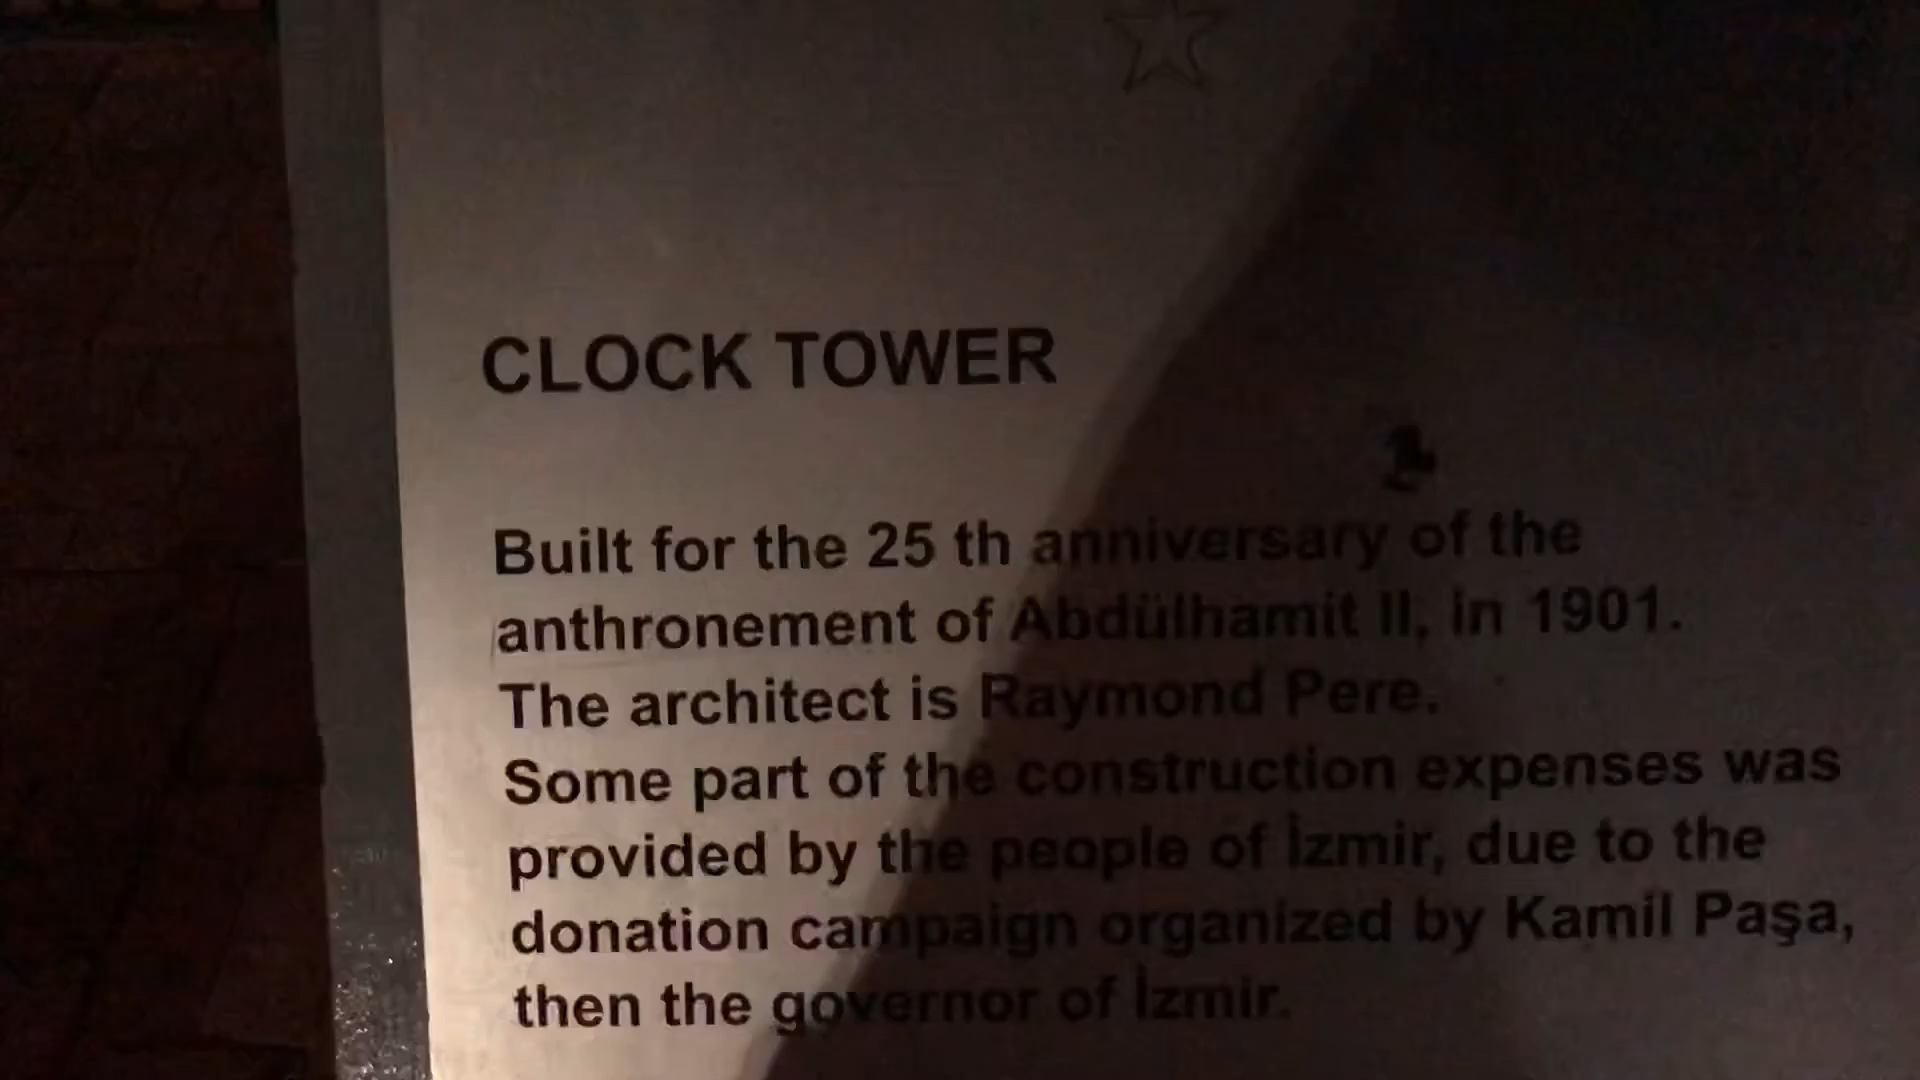 CLOCK TOWER
Built for the 25 th anniversary of the
anthronement of Abdülhamit II, in 1901.
The architect is Raymond Pere.
Some part of the construction expenses was
provided by the people of İzmir, due to the
donation campaign organized by Kamil Paşa,
then the governor of İzmir.